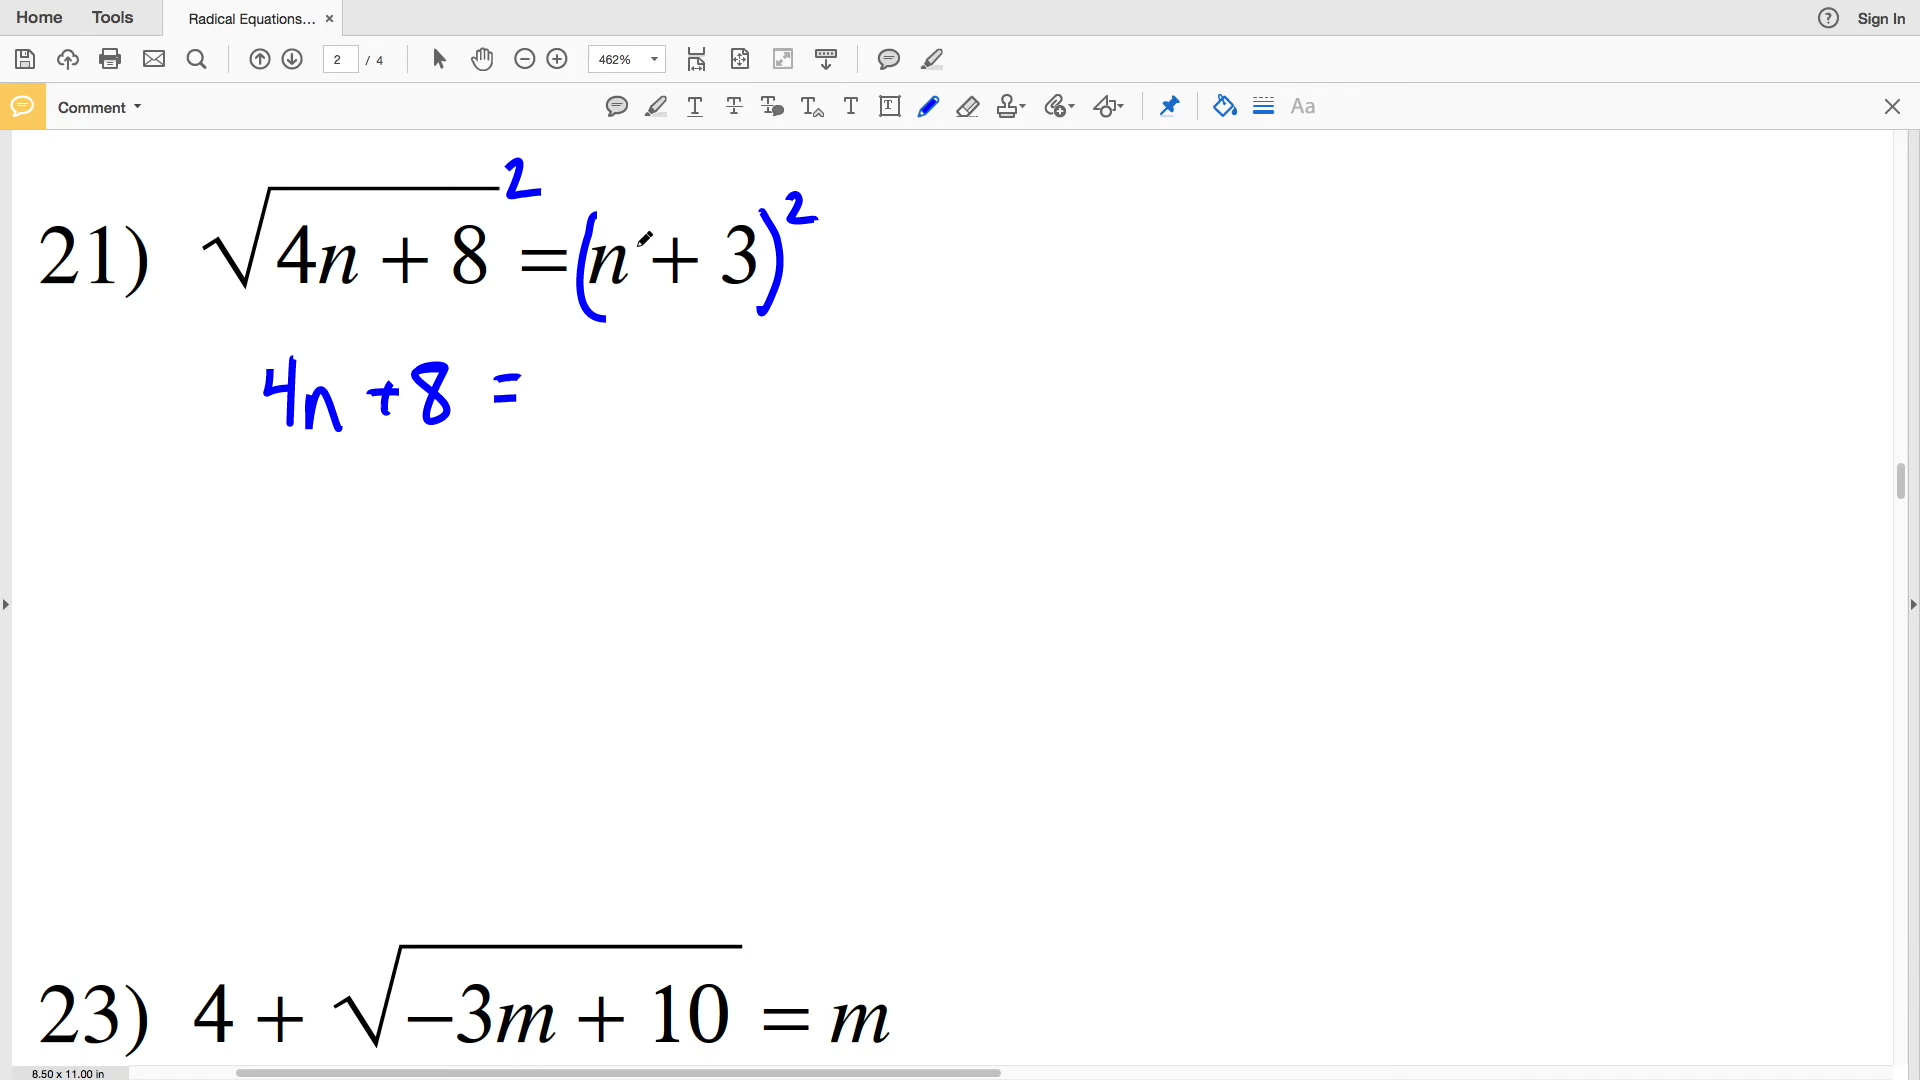 Home Tools Radical Equations... × ? Sign In
2 / 4 462%
Comment T T T T T T Aa
21) √4n + 8² = (n + 3)²
4n + 8 =
23) 4 + √−3m + 10 = m
8.50 x 11.00 in